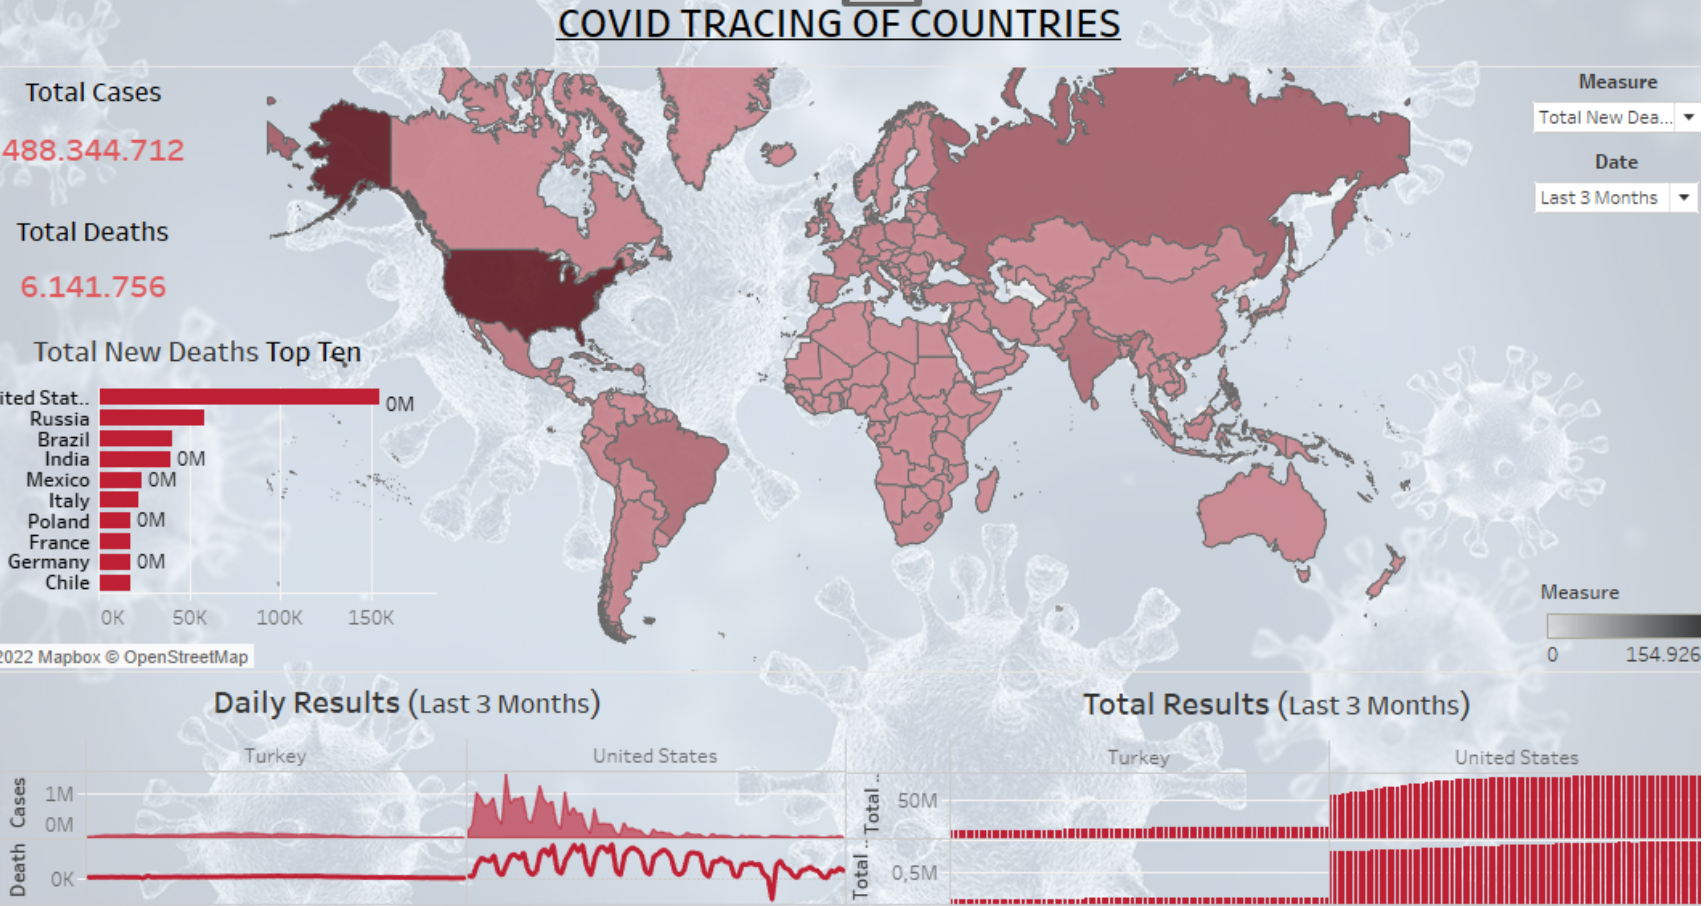 COVID TRACING OF COUNTRIES
Total Cases
488.344.712
Total Deaths
6.141.756
Total New Deaths Top Ten
ited Stat..
0M
Russia
Brazil
India
0M
Mexico
0M
Italy
Poland
0M
France
Germany
0M
Chile
0K 50K 100K 150K
2022 Mapbox © OpenStreetMap
Measure
Total New Dea...
Date
Last 3 Months
Measure
0 154.926
Daily Results (Last 3 Months)
Turkey United States
Cases
1M
0M
Death
0K
Total Results (Last 3 Months)
Turkey United States
Total..
50M
Total ..
0,5M